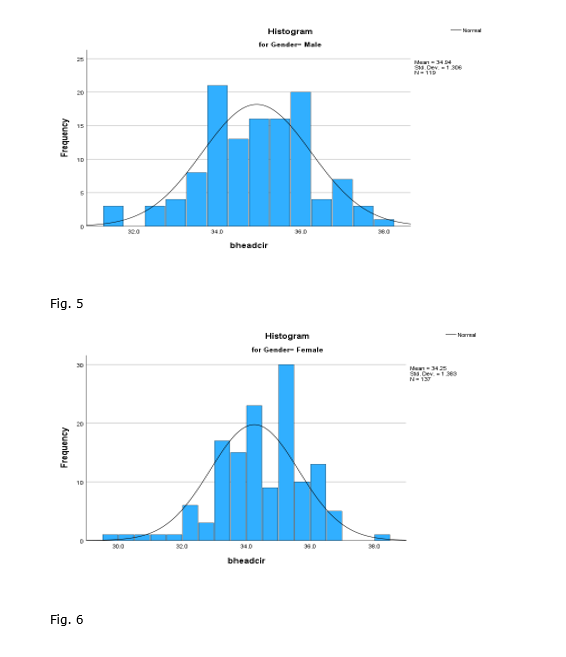 Histogram
Normal
for Gender= Male
Mean = 34.94
Std. Dev. = 1.306
N = 119
25
20
15
10
5
0
Frequency
32.0 34.0 36.0 38.0
bheadcir
Fig. 5
Histogram
Normal
for Gender= Female
Mean = 34.25
Std. Dev. = 1.383
N = 137
30
20
10
0
Frequency
30.0 32.0 34.0 36.0 38.0
bheadcir
Fig. 6